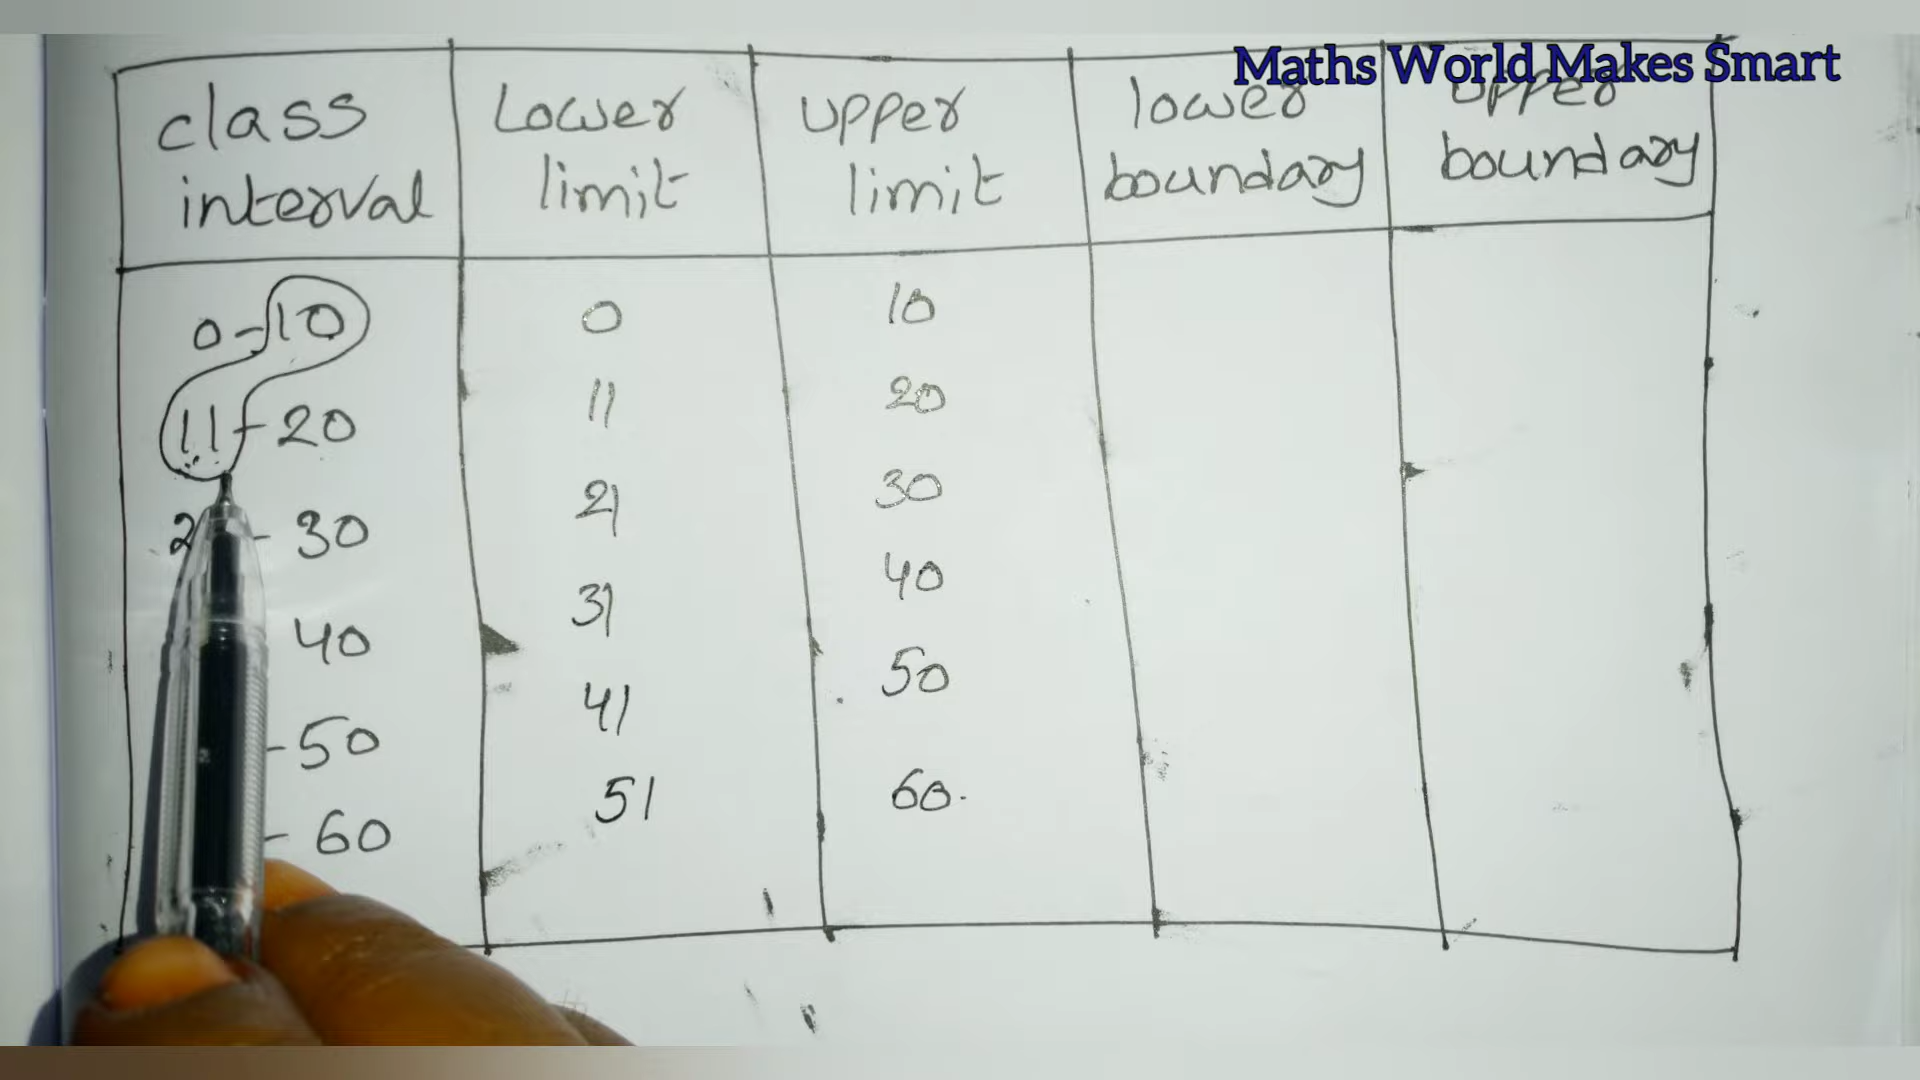 Maths World Makes Smart
class interval Lower limit upper limit lower boundary upper boundary
0-10 0 10
11-20 11 20
- 30 21 30
40 31 40
-50 41 50
- 60 51 60.